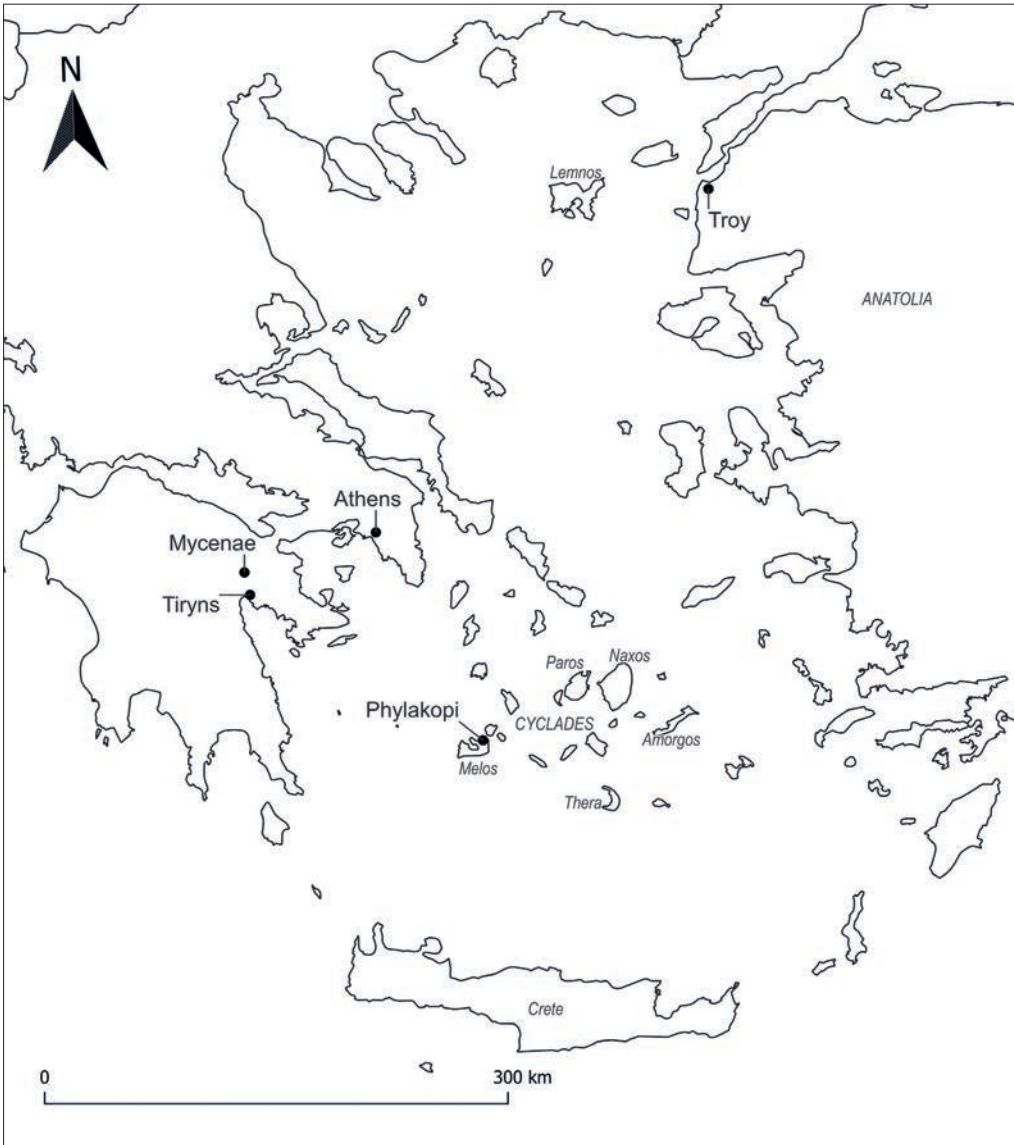 N
Lemnos
Troy
ANATOLIA
Athens
Mycenae
Tiryns
Paros
Naxos
Phylakopi
CYCLADES
Amorgos
Melos
Thera
Crete
0
300 km